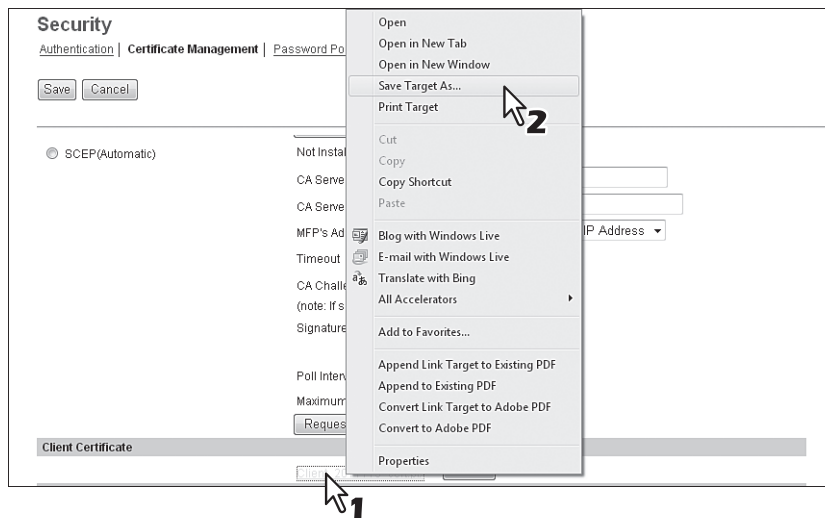 Security
Authentication | Certificate Management | Password Po
Save Cancel
SCEP(Automatic)
Not Instal
CA Serve
CA Serve
MFP's Ad
IP Address
Timeout
CA Challe
(note: If s
Signature
Poll Interv
Maximum
Reques
Client Certificate
Open
Open in New Tab
Open in New Window
Save Target As...
Print Target
2
Cut
Copy
Copy Shortcut
Paste
Blog with Windows Live
E-mail with Windows Live
Translate with Bing
All Accelerators
Add to Favorites...
Append Link Target to Existing PDF
Append to Existing PDF
Convert Link Target to Adobe PDF
Convert to Adobe PDF
Properties
1